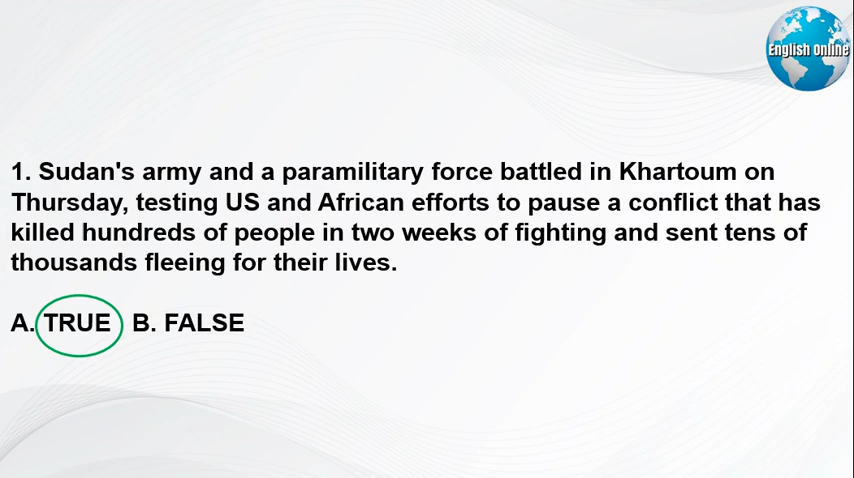 English Online
1. Sudan's army and a paramilitary force battled in Khartoum on
Thursday, testing US and African efforts to pause a conflict that has
killed hundreds of people in two weeks of fighting and sent tens of
thousands fleeing for their lives.
A. TRUE B. FALSE